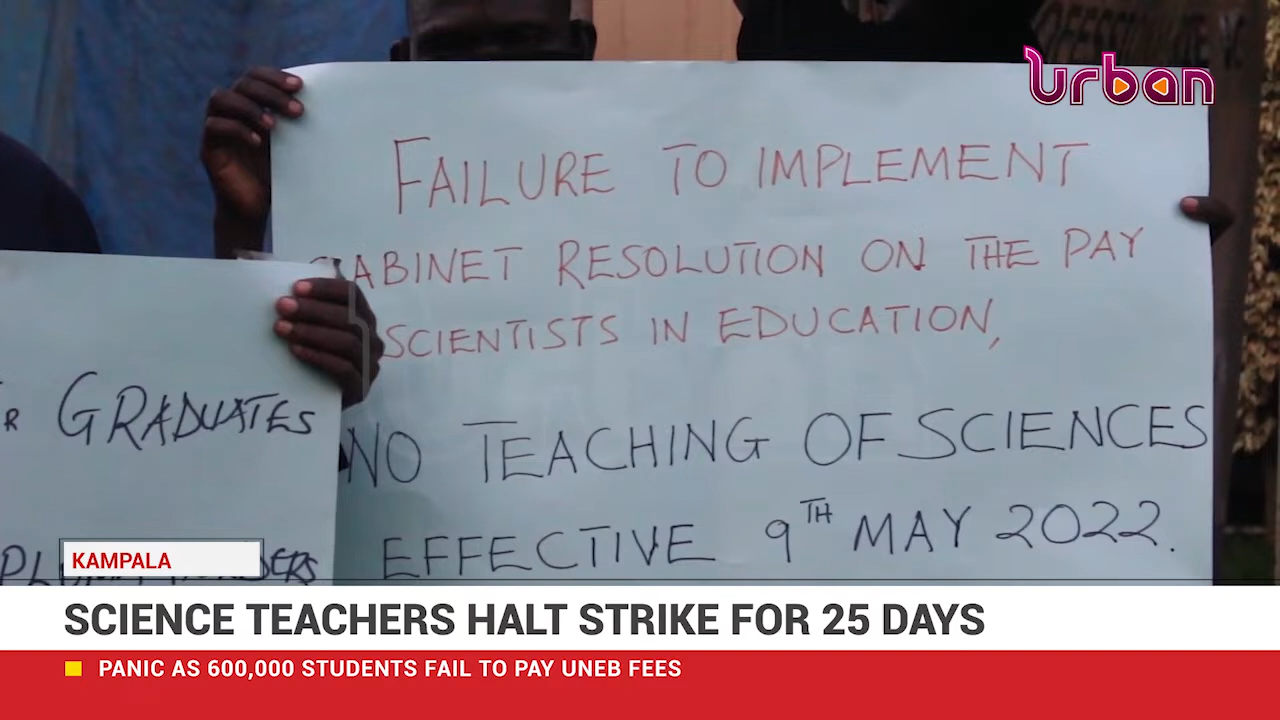 Urban
FAILURE TO IMPLEMENT
CABINET RESOLUTION ON THE PAY
SCIENTISTS IN EDUCATION,
NO TEACHING OF SCIENCES
EFFECTIVE 9TH MAY 2022.
GRADUATES
KAMPALA
SCIENCE TEACHERS HALT STRIKE FOR 25 DAYS
PANIC AS 600,000 STUDENTS FAIL TO PAY UNEB FEES